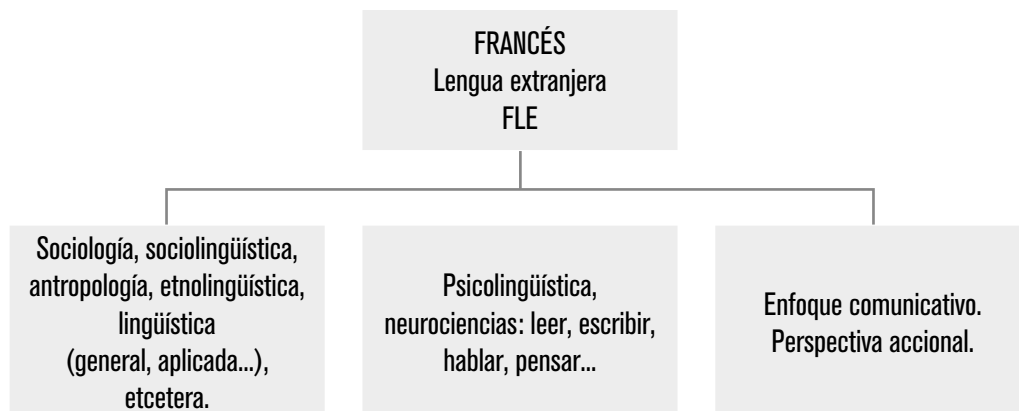 FRANCÉS
Lengua extranjera
FLE
Sociología, sociolingüística,
antropología, etnolingüística,
lingüística
(general, aplicada...),
etcetera.
Psicolingüística,
neurociencias: leer, escribir,
hablar, pensar...
Enfoque comunicativo.
Perspectiva accional.